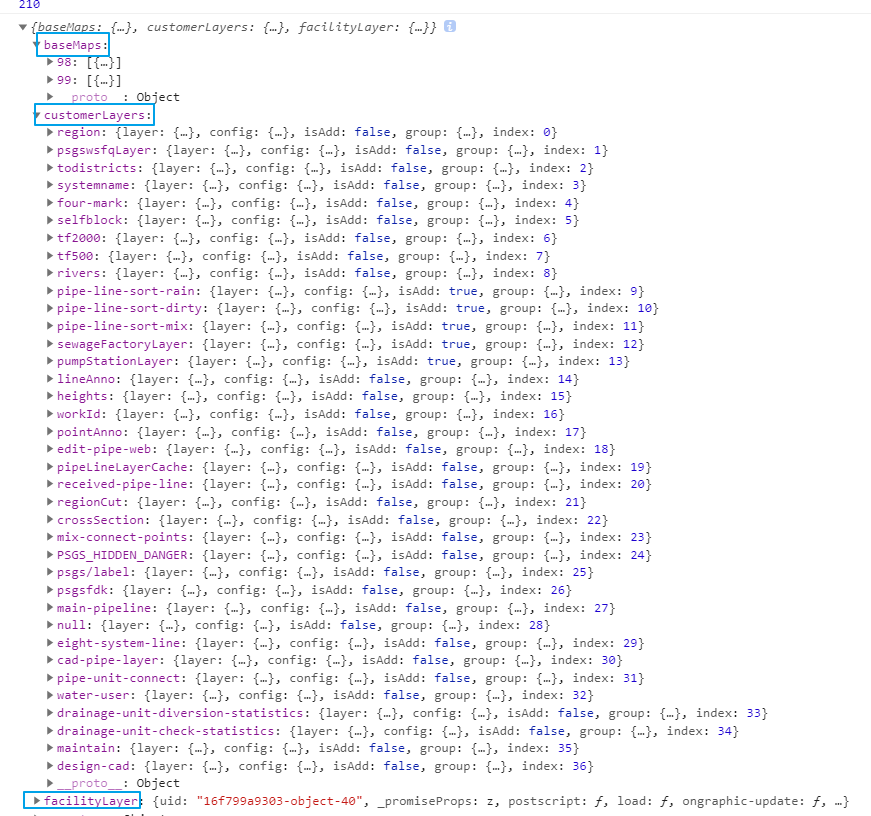 210
{baseMaps: {…}, customerLayers: {…}, facilityLayer: {…}} i
baseMaps:
98: [{…}]
99: [{…}]
__proto__: Object
customerLayers:
region: {layer: {…}, config: {…}, isAdd: false, group: {…}, index: 0}
psgswsfqLayer: {layer: {…}, config: {…}, isAdd: false, group: {…}, index: 1}
todistricts: {layer: {…}, config: {…}, isAdd: false, group: {…}, index: 2}
systemname: {layer: {…}, config: {…}, isAdd: false, group: {…}, index: 3}
four-mark: {layer: {…}, config: {…}, isAdd: false, group: {…}, index: 4}
selfblock: {layer: {…}, config: {…}, isAdd: false, group: {…}, index: 5}
tf2000: {layer: {…}, config: {…}, isAdd: false, group: {…}, index: 6}
tf500: {layer: {…}, config: {…}, isAdd: false, group: {…}, index: 7}
rivers: {layer: {…}, config: {…}, isAdd: false, group: {…}, index: 8}
pipe-line-sort-rain: {layer: {…}, config: {…}, isAdd: true, group: {…}, index: 9}
pipe-line-sort-dirty: {layer: {…}, config: {…}, isAdd: true, group: {…}, index: 10}
pipe-line-sort-mix: {layer: {…}, config: {…}, isAdd: true, group: {…}, index: 11}
sewageFactoryLayer: {layer: {…}, config: {…}, isAdd: true, group: {…}, index: 12}
pumpStationLayer: {layer: {…}, config: {…}, isAdd: true, group: {…}, index: 13}
lineAnno: {layer: {…}, config: {…}, isAdd: false, group: {…}, index: 14}
heights: {layer: {…}, config: {…}, isAdd: false, group: {…}, index: 15}
workId: {layer: {…}, config: {…}, isAdd: false, group: {…}, index: 16}
pointAnno: {layer: {…}, config: {…}, isAdd: false, group: {…}, index: 17}
edit-pipe-web: {layer: {…}, config: {…}, isAdd: false, group: {…}, index: 18}
pipeLineLayerCache: {layer: {…}, config: {…}, isAdd: false, group: {…}, index: 19}
received-pipe-line: {layer: {…}, config: {…}, isAdd: false, group: {…}, index: 20}
regionCut: {layer: {…}, config: {…}, isAdd: false, group: {…}, index: 21}
crossSection: {layer: {…}, config: {…}, isAdd: false, group: {…}, index: 22}
mix-connect-points: {layer: {…}, config: {…}, isAdd: false, group: {…}, index: 23}
PSGS_HIDDEN_DANGER: {layer: {…}, config: {…}, isAdd: false, group: {…}, index: 24}
psgs/label: {layer: {…}, config: {…}, isAdd: false, group: {…}, index: 25}
psgsfdk: {layer: {…}, config: {…}, isAdd: false, group: {…}, index: 26}
main-pipeline: {layer: {…}, config: {…}, isAdd: false, group: {…}, index: 27}
null: {layer: {…}, config: {…}, isAdd: false, group: {…}, index: 28}
eight-system-line: {layer: {…}, config: {…}, isAdd: false, group: {…}, index: 29}
cad-pipe-layer: {layer: {…}, config: {…}, isAdd: false, group: {…}, index: 30}
pipe-unit-connect: {layer: {…}, config: {…}, isAdd: false, group: {…}, index: 31}
water-user: {layer: {…}, config: {…}, isAdd: false, group: {…}, index: 32}
drainage-unit-diversion-statistics: {layer: {…}, config: {…}, isAdd: false, group: {…}, index: 33}
drainage-unit-check-statistics: {layer: {…}, config: {…}, isAdd: false, group: {…}, index: 34}
maintain: {layer: {…}, config: {…}, isAdd: false, group: {…}, index: 35}
design-cad: {layer: {…}, config: {…}, isAdd: false, group: {…}, index: 36}
__proto__: Object
facilityLayer: {uid: "16f799a9303-object-40", _promiseProps: z, postscript: ƒ, load: ƒ, ongraphic-update: ƒ, …}